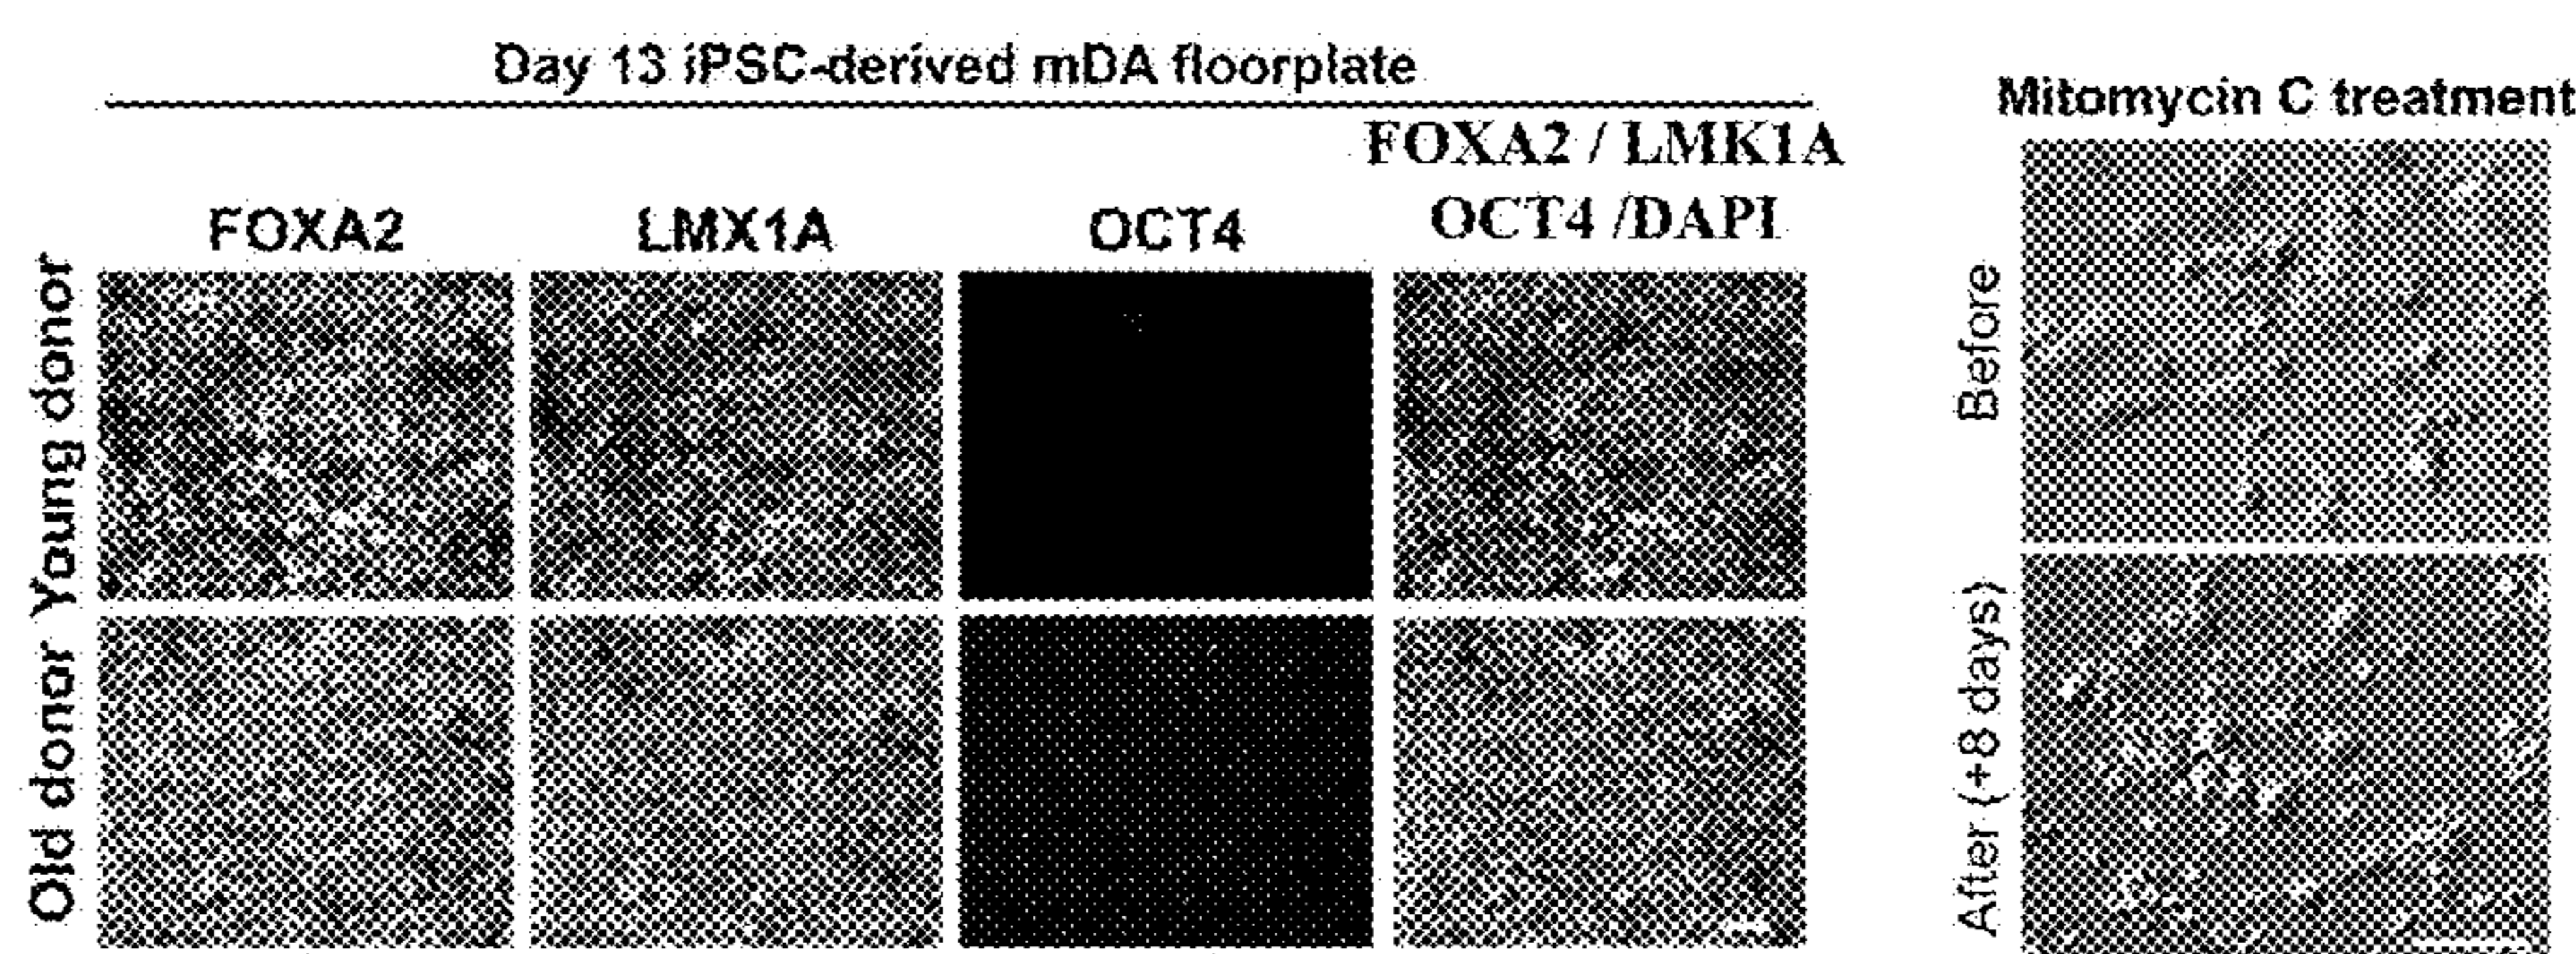 Day 13 iPSC-derived mDA floorplate
FOXA2
LMX1A
OCT4
FOXA2 / LMK1A
OCT4 /DAPI
Young donor
Old donor
Mitomycin C treatment
Before
After (+8 days)